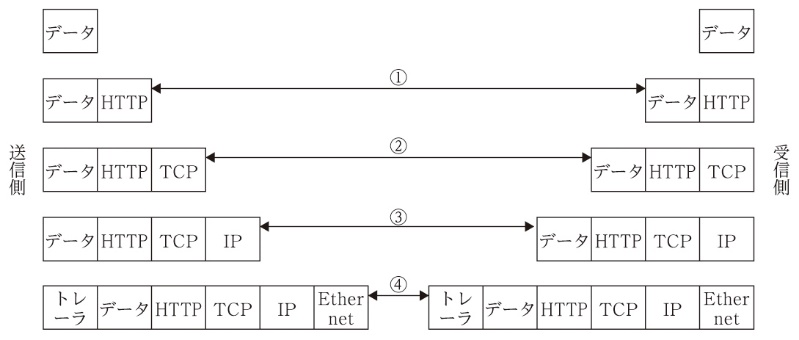 データ データ
①
データ HTTP データ HTTP
②
送信側 データ HTTP TCP データ HTTP TCP 受信側
③
データ HTTP TCP IP データ HTTP TCP IP
④
トレーラ データ HTTP TCP IP Ethernet トレーラ データ HTTP TCP IP Ethernet